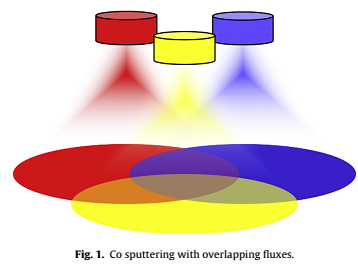 Fig. 1. Co sputtering with overlapping fluxes.